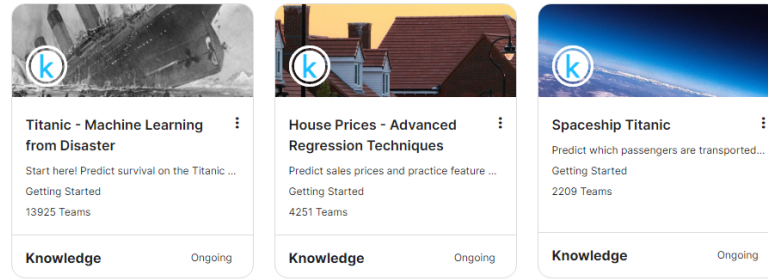 k
Titanic - Machine Learning
from Disaster
Start here! Predict survival on the Titanic ...
Getting Started
13925 Teams
Knowledge
Ongoing
k
House Prices - Advanced
Regression Techniques
Predict sales prices and practice feature ...
Getting Started
4251 Teams
Knowledge
Ongoing
k
Spaceship Titanic
Predict which passengers are transported...
Getting Started
2209 Teams
Knowledge
Ongoing